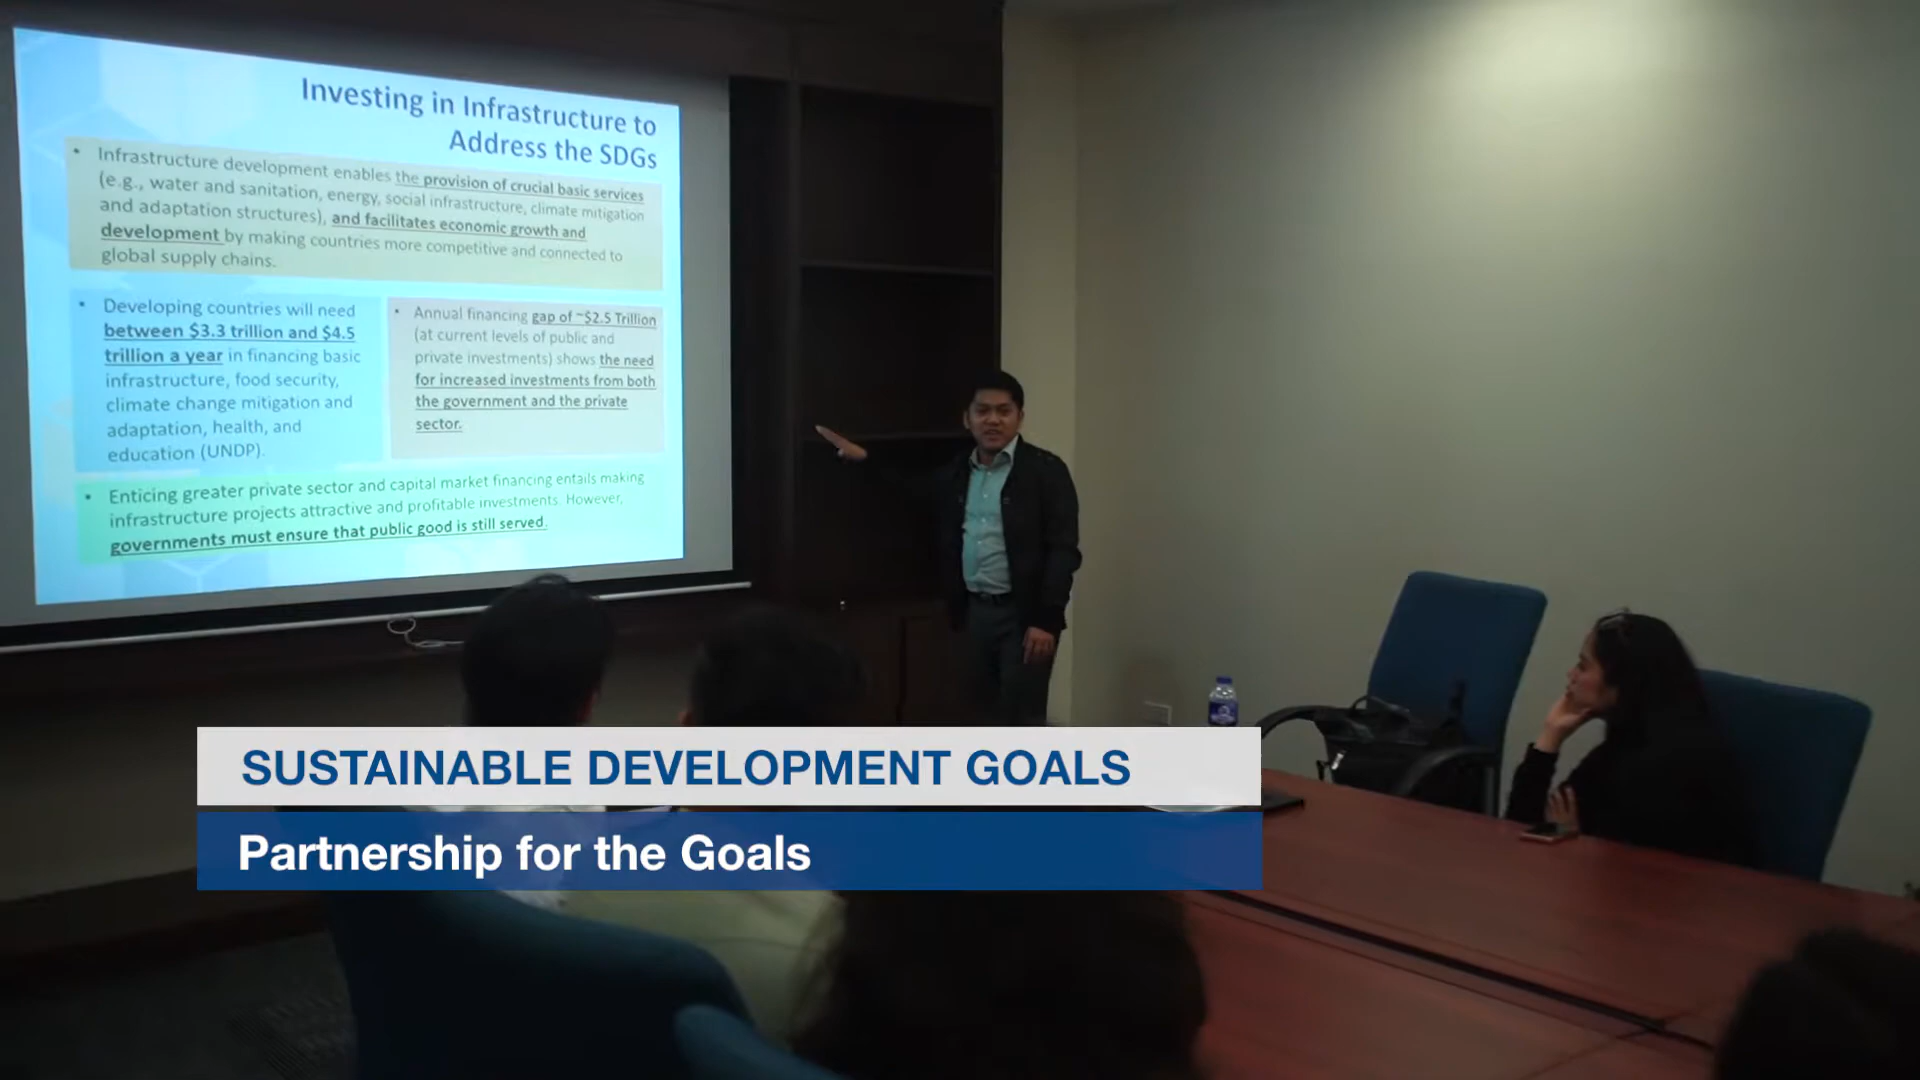 Investing in Infrastructure to
Address the SDGs
• Infrastructure development enables the provision of crucial basic services
(e.g., water and sanitation, energy, social infrastructure, climate mitigation
and adaptation structures), and facilitates economic growth and
development by making countries more competitive and connected to
global supply chains.
• Developing countries will need
between $3.3 trillion and $4.5
trillion a year in financing basic
infrastructure, food security,
climate change mitigation and
adaptation, health, and
education (UNDP).
• Annual financing gap of ~$2.5 Trillion
(at current levels of public and
private investments) shows the need
for increased investments from both
the government and the private
sector.
• Enticing greater private sector and capital market financing entails making
infrastructure projects attractive and profitable investments. However,
governments must ensure that public good is still served.
SUSTAINABLE DEVELOPMENT GOALS
Partnership for the Goals